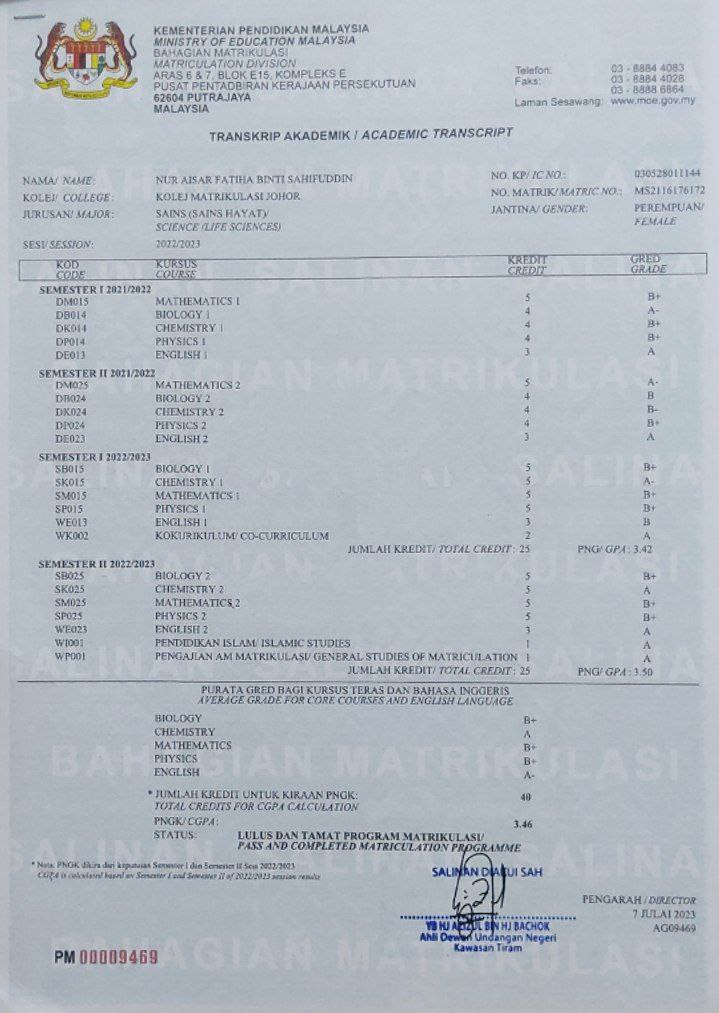 KEMENTERIAN PENDIDIKAN MALAYSIA
MINISTRY OF EDUCATION MALAYSIA
BAHAGIAN MATRIKULASI
MATRICULATION DIVISION
ARAS 6 & 7, BLOK E15, KOMPLEKS E
PUSAT PENTADBIRAN KERAJAAN PERSEKUTUAN
62604 PUTRAJAYA
MALAYSIA
Telefon: 03 - 8884 4083
Faks: 03 - 8884 4028
03 - 8888 6864
Laman Sesawang: www.moe.gov.my
TRANSKRIP AKADEMIK / ACADEMIC TRANSCRIPT
NAMA/ NAME: NUR AISAR FATIHA BINTI SAHIFUDDIN
NO. KP/ IC NO.: 030528011144
KOLEJ/ COLLEGE: KOLEJ MATRIKULASI JOHOR
NO. MATRIK/ MATRIC NO.: MS2116176172
JURUSAN/ MAJOR: SAINS (SAINS HAYAT)/
SCIENCE (LIFE SCIENCES)
JANTINA/ GENDER: PEREMPUAN/
FEMALE
SESI/ SESSION: 2022/2023
KOD KURSUS KREDIT GRED
CODE COURSE CREDIT GRADE
SEMESTER I 2021/2022
DM015 MATHEMATICS 1 5 B+
DB014 BIOLOGY 1 4 A-
DK014 CHEMISTRY 1 4 B+
DP014 PHYSICS 1 4 B+
DE013 ENGLISH 1 3 A
SEMESTER II 2021/2022
DM025 MATHEMATICS 2 5 A-
DB024 BIOLOGY 2 4 B
DK024 CHEMISTRY 2 4 B-
DP024 PHYSICS 2 4 B+
DE023 ENGLISH 2 3 A
SEMESTER I 2022/2023
SB015 BIOLOGY 1 5 B+
SK015 CHEMISTRY 1 5 A-
SM015 MATHEMATICS 1 5 B+
SP015 PHYSICS 1 5 B+
WE013 ENGLISH 1 3 B
WK002 KOKURIKULUM/ CO-CURRICULUM 2 A
JUMLAH KREDIT/ TOTAL CREDIT : 25 PNG/ GPA : 3.42
SEMESTER II 2022/2023
SB025 BIOLOGY 2 5 B+
SK025 CHEMISTRY 2 5 A
SM025 MATHEMATICS 2 5 B+
SP025 PHYSICS 2 5 B+
WE023 ENGLISH 2 3 A
WI001 PENDIDIKAN ISLAM/ ISLAMIC STUDIES 1 A
WP001 PENGAJIAN AM MATRIKULASI/ GENERAL STUDIES OF MATRICULATION 1 A
JUMLAH KREDIT/ TOTAL CREDIT : 25 PNG/ GPA : 3.50
PURATA GRED BAGI KURSUS TERAS DAN BAHASA INGGERIS
AVERAGE GRADE FOR CORE COURSES AND ENGLISH LANGUAGE
BIOLOGY B+
CHEMISTRY A
MATHEMATICS B+
PHYSICS B+
ENGLISH A-
* JUMLAH KREDIT UNTUK KIRAAN PNGK: 40
TOTAL CREDITS FOR CGPA CALCULATION
PNGK/ CGPA: 3.46
STATUS: LULUS DAN TAMAT PROGRAM MATRIKULASI/
PASS AND COMPLETED MATRICULATION PROGRAMME
* Nota: PNGK dikira dari keputusan Semester I dan Semester II Sesi 2022/2023
CGPA is calculated based on Semester I and Semester II of 2022/2023 session results
SALINAN DIAKUI SAH
YB HJ AZIZUL BIN HJ BACHOK
Ahli Dewan Undangan Negeri
Kawasan Tiram
PENGARAH / DIRECTOR
7 JULAI 2023
AG09469
PM 00009469